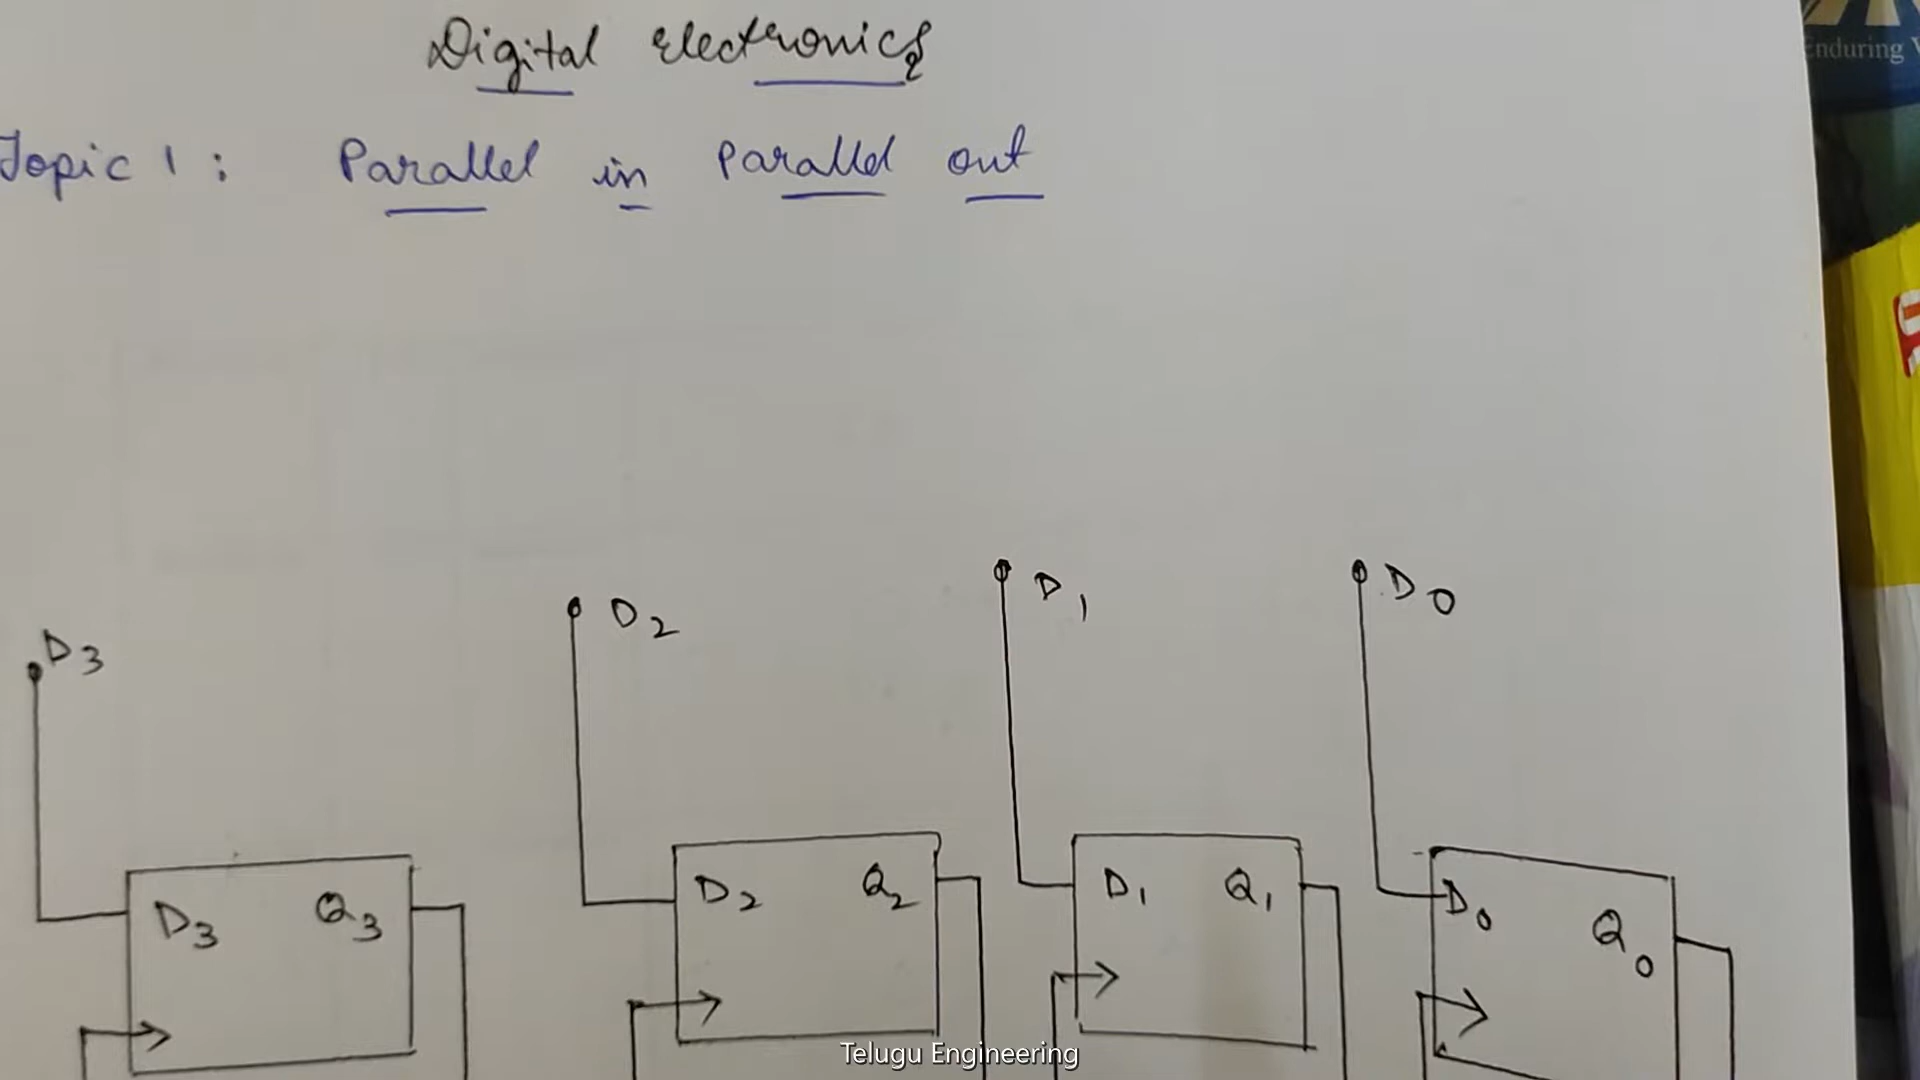 Digital Electronics
Topic 1: Parallel in Parallel out
D3 D2 D1 D0
D3 Q3 D2 Q2 D1 Q1 D0 Q0
Telugu Engineering
Enduring